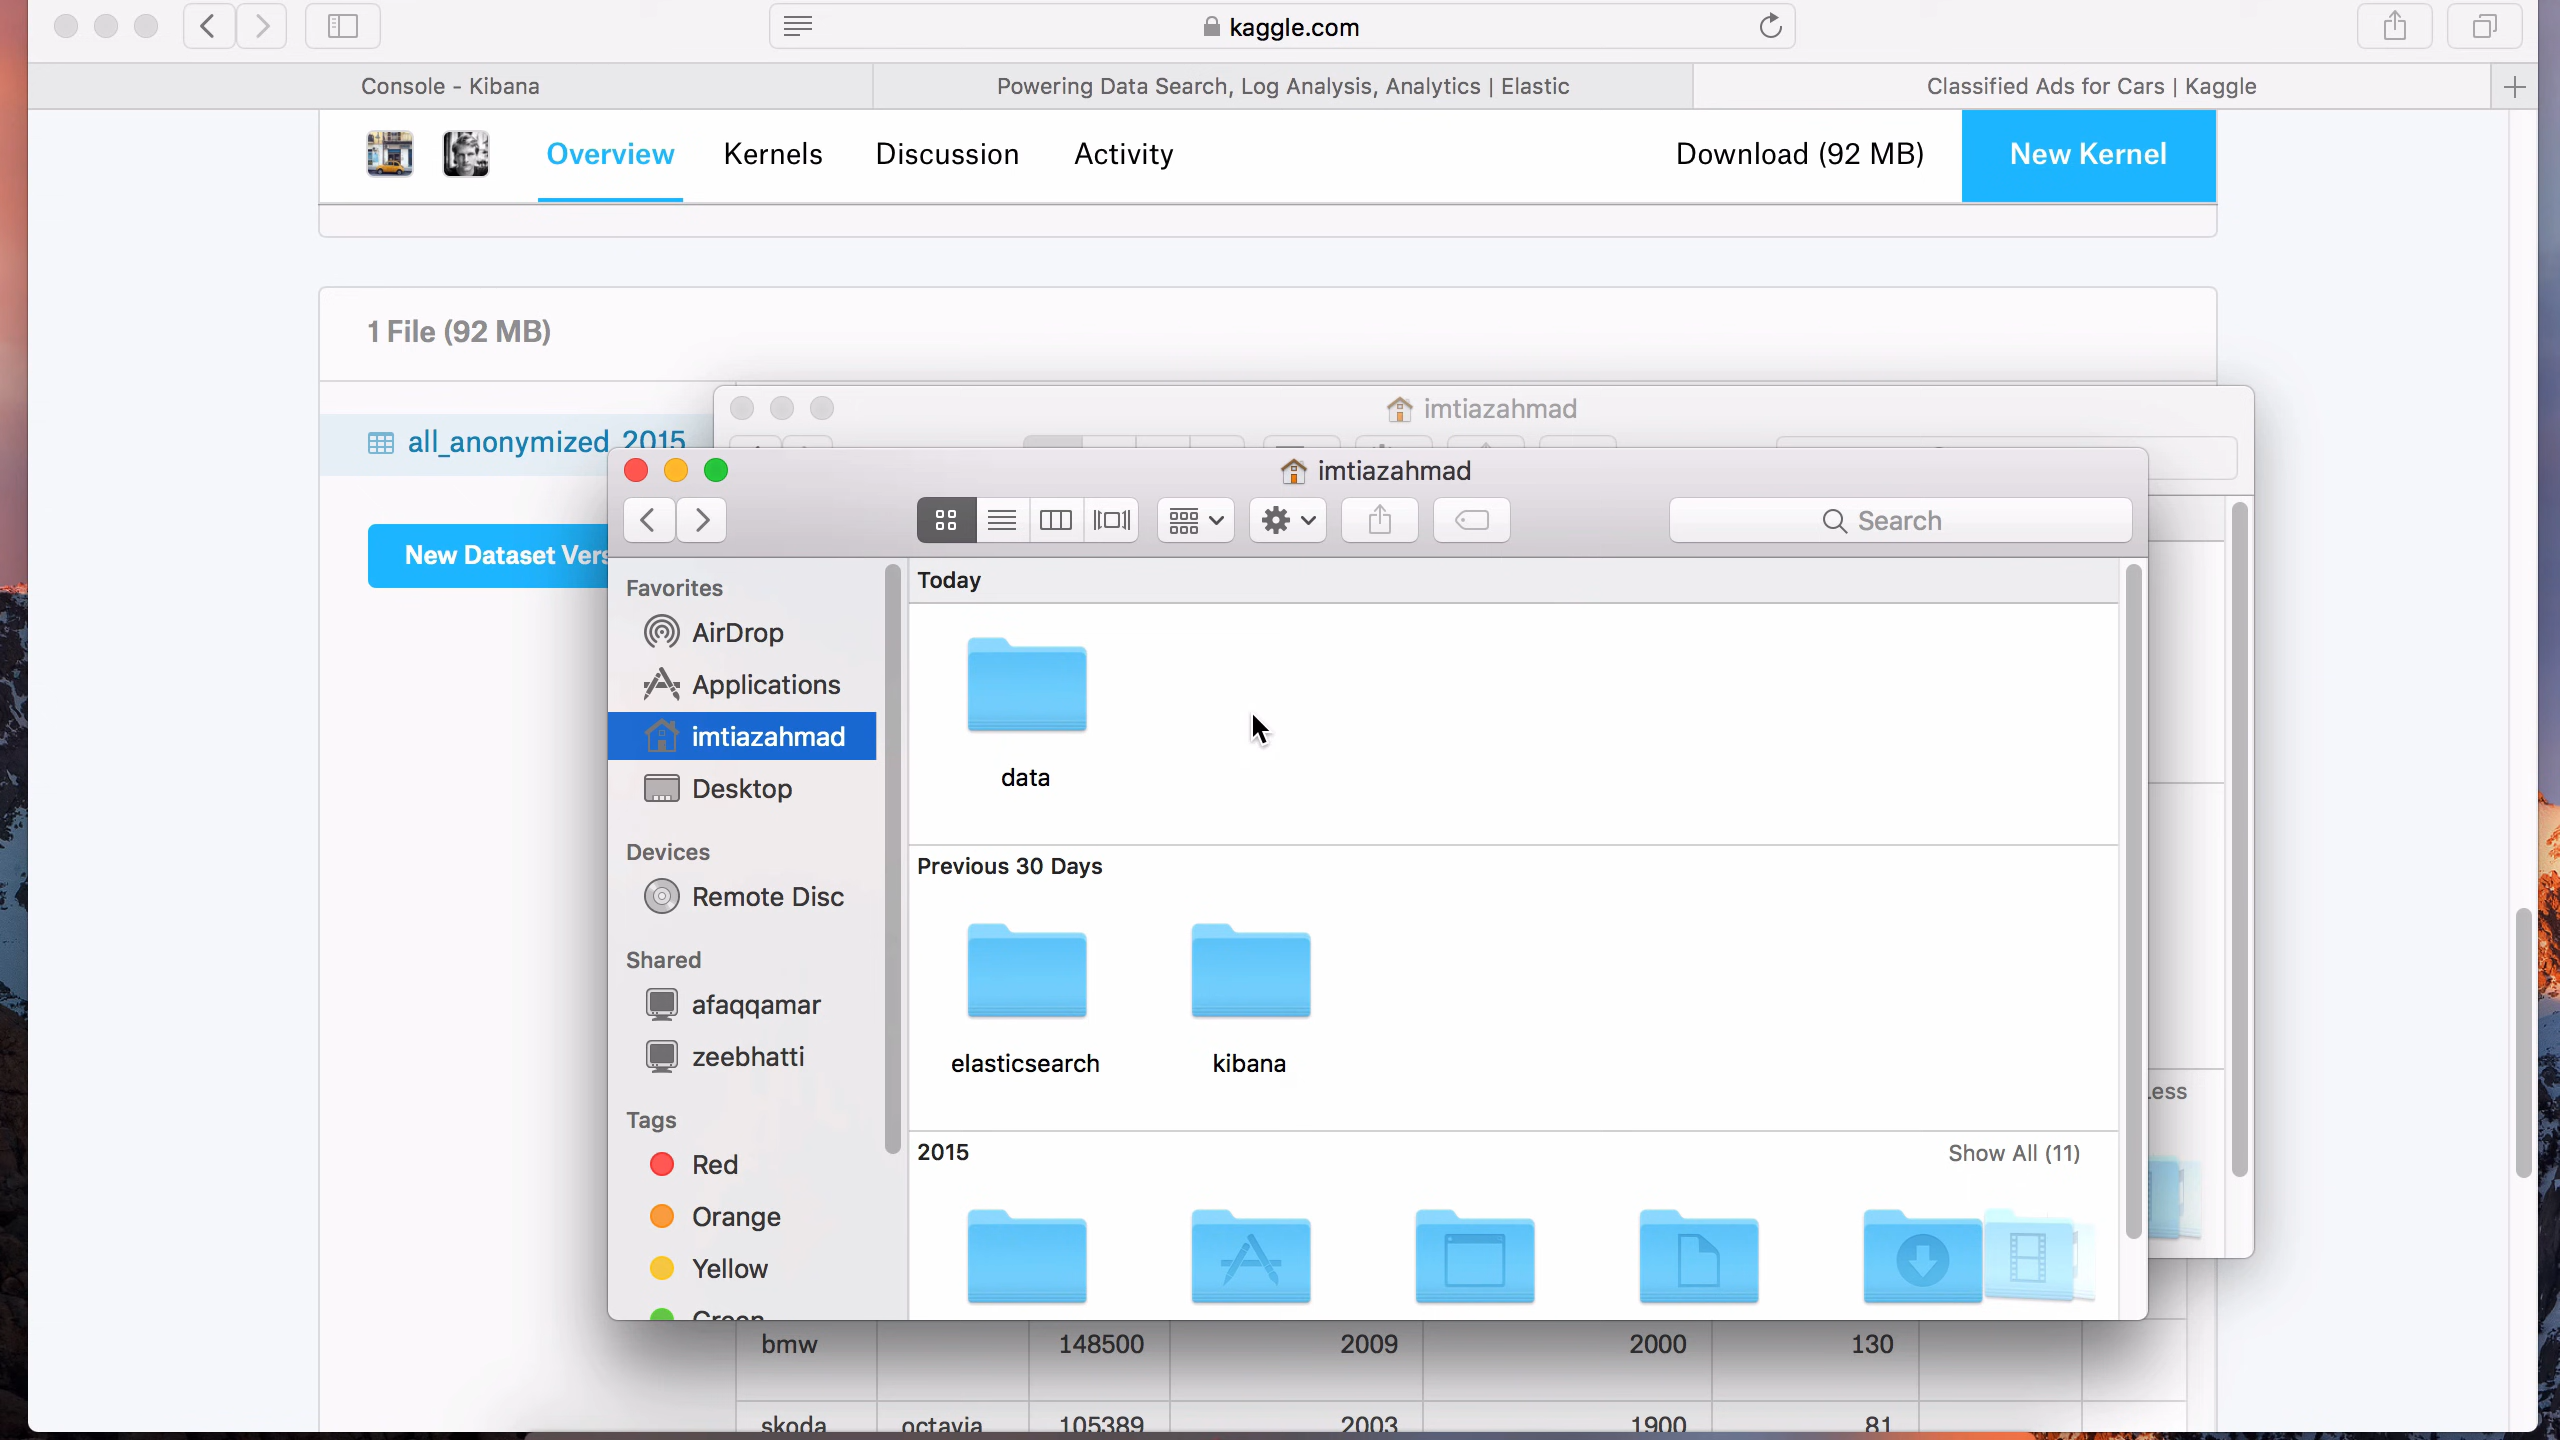 kaggle.com
Console - Kibana
Powering Data Search, Log Analysis, Analytics | Elastic
Classified Ads for Cars | Kaggle
Overview
Kernels
Discussion
Activity
Download (92 MB)
New Kernel
1 File (92 MB)
imtiazahmad
all_anonymized_2015
imtiazahmad
Search
New Dataset Vers
Favorites
AirDrop
Applications
imtiazahmad
Desktop
Devices
Remote Disc
Shared
afaqqamar
zeebhatti
Tags
Red
Orange
Yellow
Green
Today
data
Previous 30 Days
elasticsearch
kibana
2015
Show All (11)
ess
bmw 148500 2009 2000 130
skoda octavia 105389 2003 1900 81